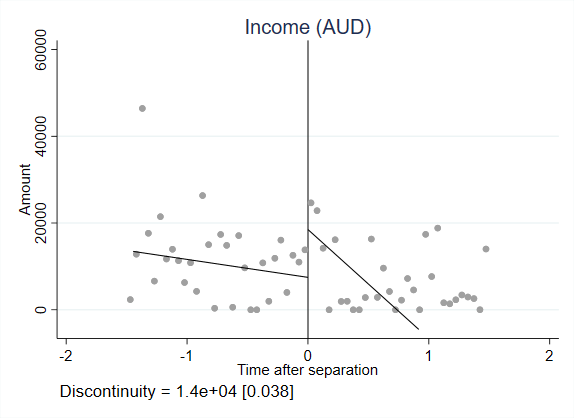 Income (AUD)
Amount
60000
40000
20000
0
-2 -1 0 1 2
Time after separation
Discontinuity = 1.4e+04 [0.038]